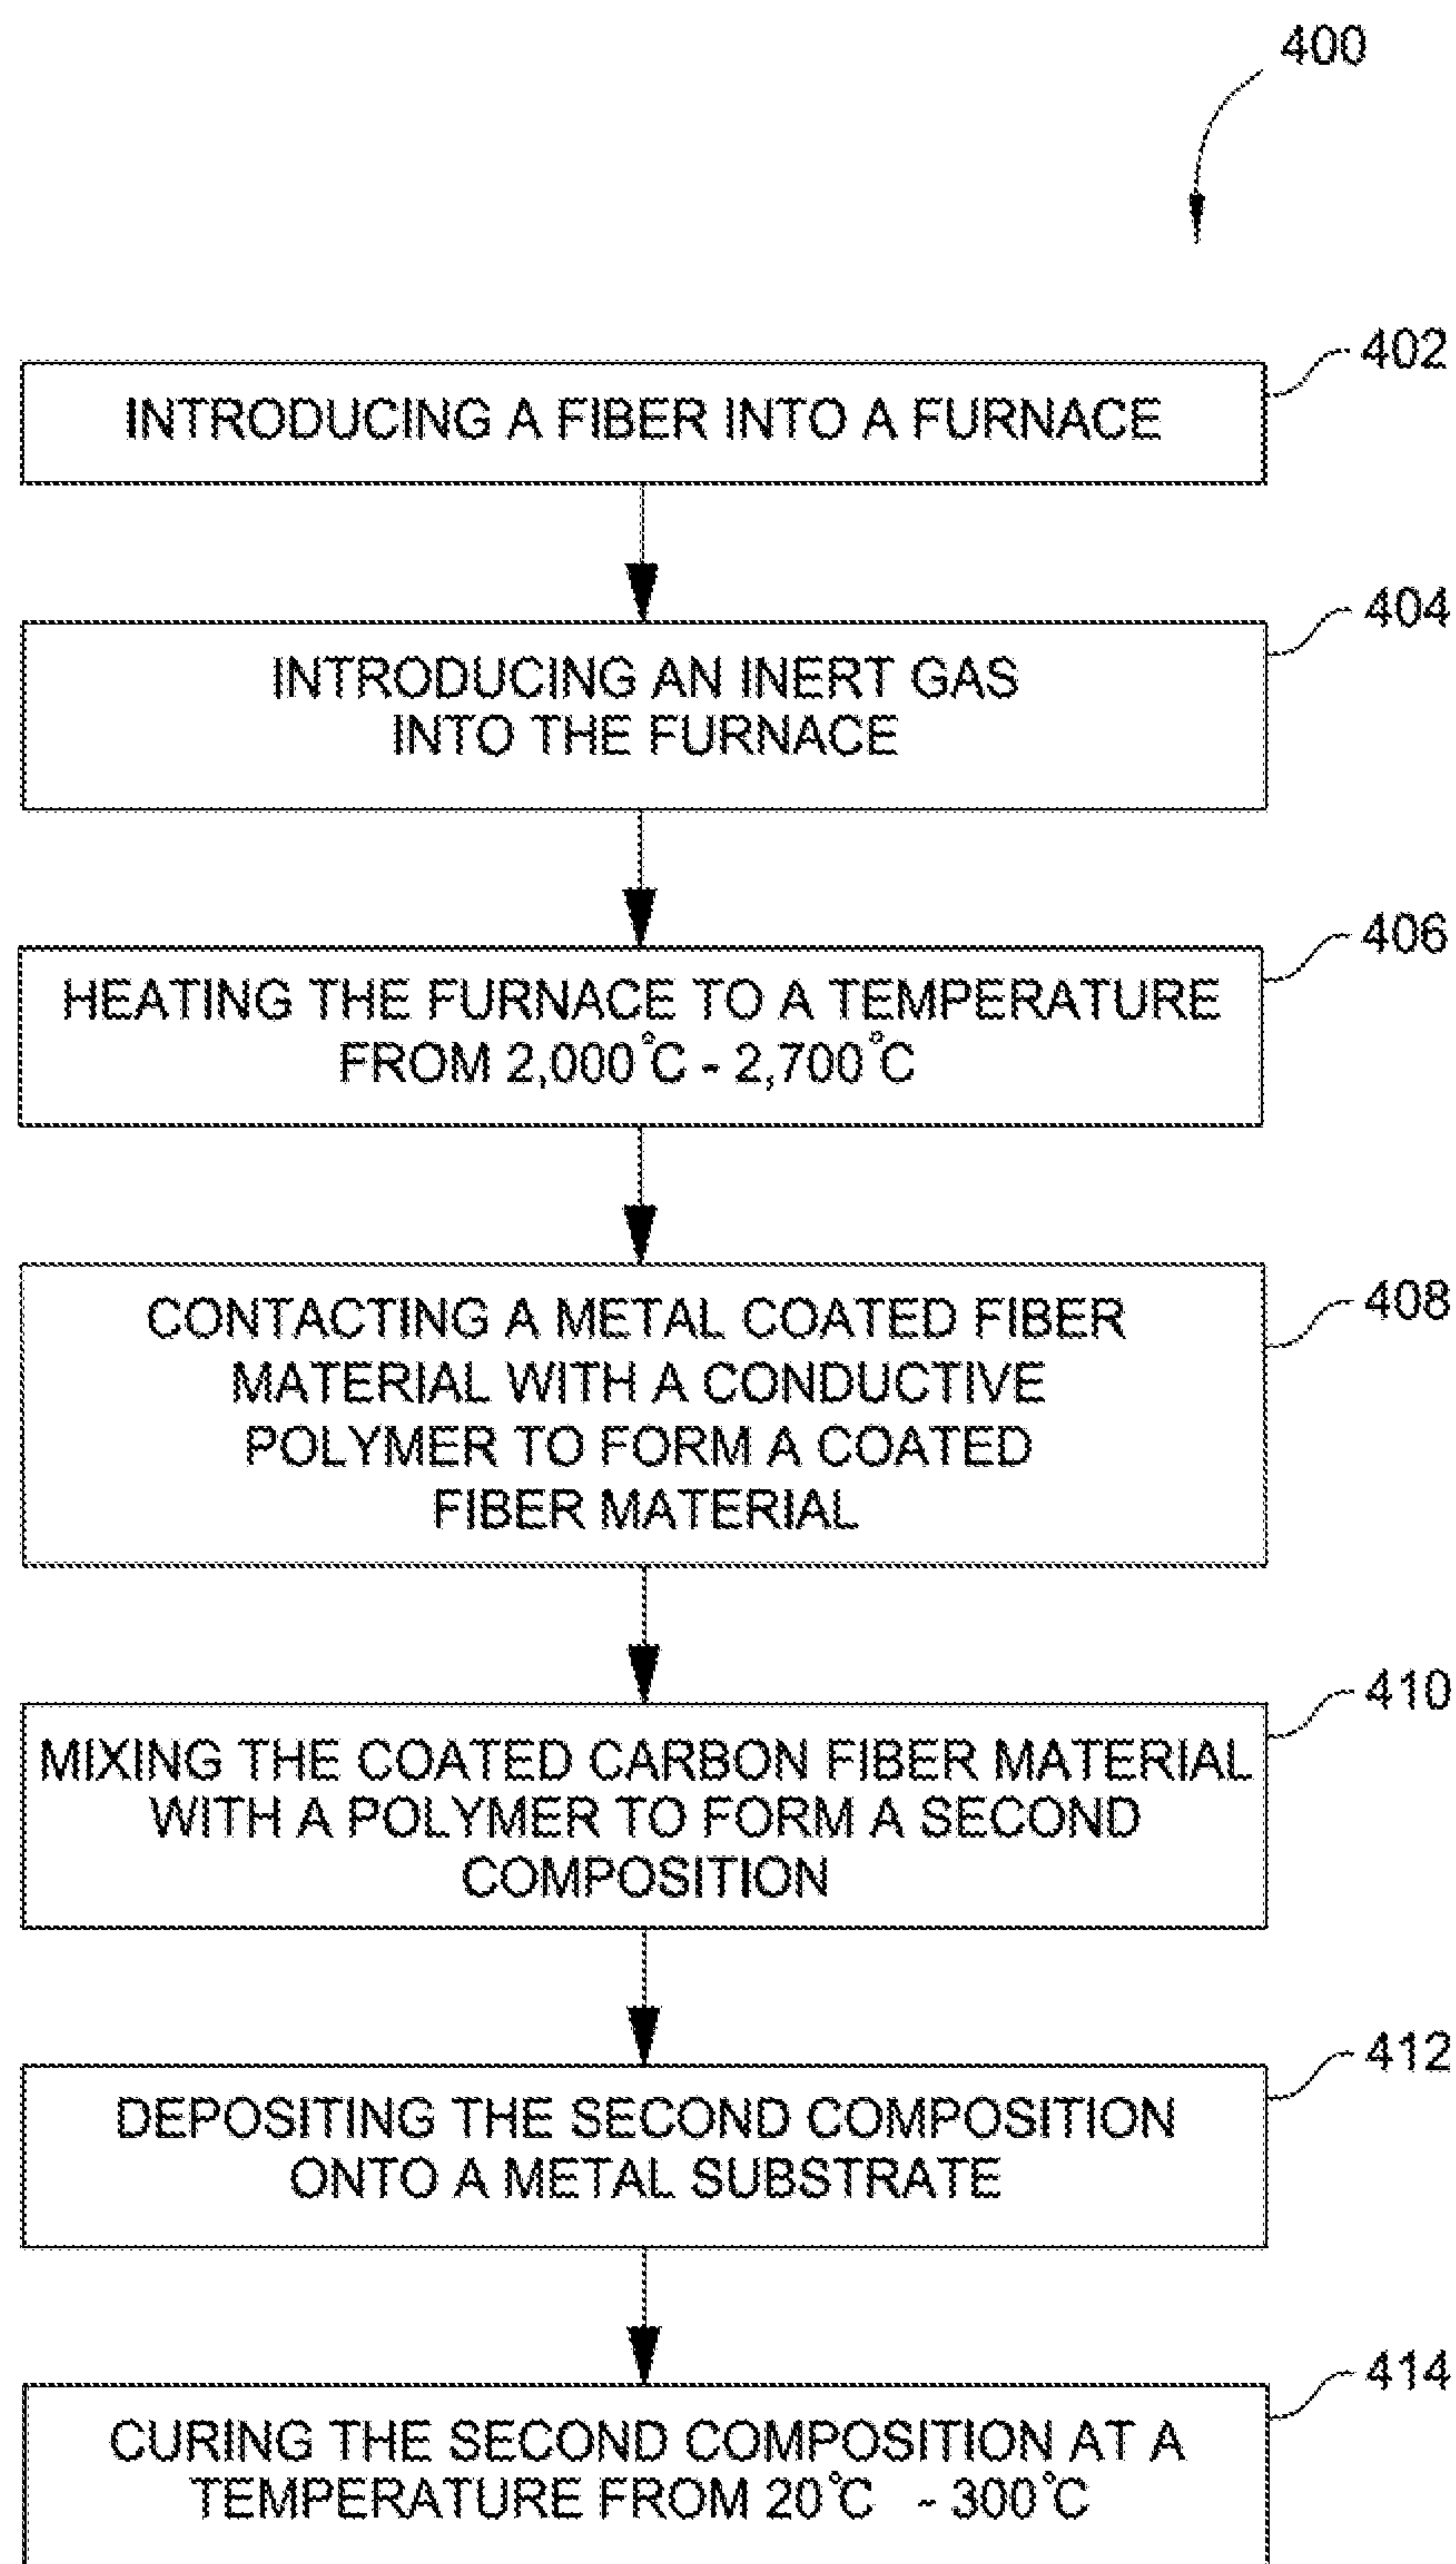 400
402
INTRODUCING A FIBER INTO A FURNACE
404
INTRODUCING AN INERT GAS
INTO THE FURNACE
406
HEATING THE FURNACE TO A TEMPERATURE
FROM 2,000°C - 2,700°C
408
CONTACTING A METAL COATED FIBER
MATERIAL WITH A CONDUCTIVE
POLYMER TO FORM A COATED
FIBER MATERIAL
410
MIXING THE COATED CARBON FIBER MATERIAL
WITH A POLYMER TO FORM A SECOND
COMPOSITION
412
DEPOSITING THE SECOND COMPOSITION
ONTO A METAL SUBSTRATE
414
CURING THE SECOND COMPOSITION AT A
TEMPERATURE FROM 20°C - 300°C